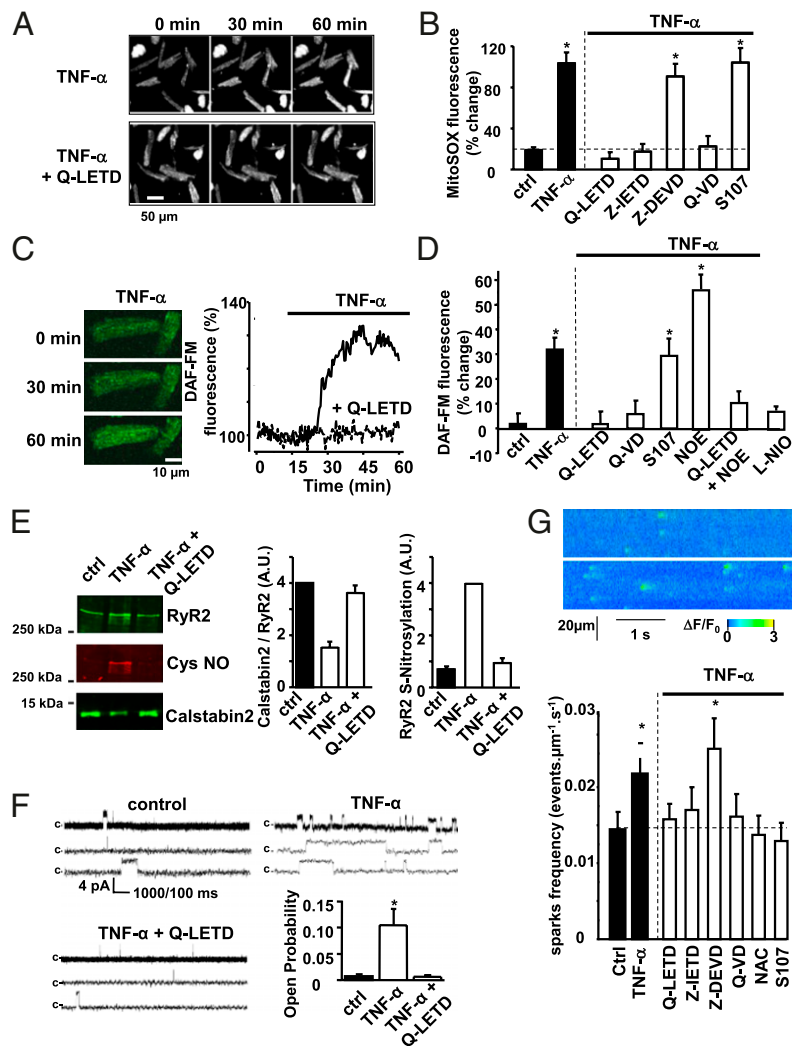 A
0 min 30 min 60 min
TNF-α
TNF-α
+ Q-LETD
50 μm
B
TNF-α
MitoSOX fluorescence
(% change)
120
80
40
0
*
*
*
ctrl
TNF-α
Q-LETD
Z-IETD
Z-DEVD
Q-VD
S107
C
TNF-α
0 min
30 min
60 min
10 μm
DAF-FM
fluorescence (%)
140
100
TNF-α
+ Q-LETD
0 15 30 45 60
Time (min)
D
TNF-α
DAF-FM fluorescence
(% change)
60
50
40
30
20
10
0
-10
*
*
*
ctrl
TNF-α
Q-LETD
Q-VD
S107
NOE
Q-LETD
+ NOE
L-NIO
E
ctrl
TNF-α
TNF-α +
Q-LETD
250 kDa
RyR2
250 kDa
Cys NO
15 kDa
Calstabin2
Calstabin2 / RyR2 (A.U.)
4
2
0
ctrl
TNF-α
TNF-α +
Q-LETD
RyR2 S-Nitrosylation (A.U.)
4
2
0
ctrl
TNF-α
TNF-α +
Q-LETD
F
control
c-
c-
c-
4 pA
1000/100 ms
TNF-α
c-
c-
c-
TNF-α + Q-LETD
c-
c-
c-
Open Probability
0.15
0.10
0.05
0
*
ctrl
TNF-α
TNF-α +
Q-LETD
G
20μm
1 s
ΔF/F0
0 3
TNF-α
sparks frequency (events.μm-1.s-1)
0.03
0.015
0.00
*
*
Ctrl
TNF-α
Q-LETD
Z-IETD
Z-DEVD
Q-VD
NAC
S107